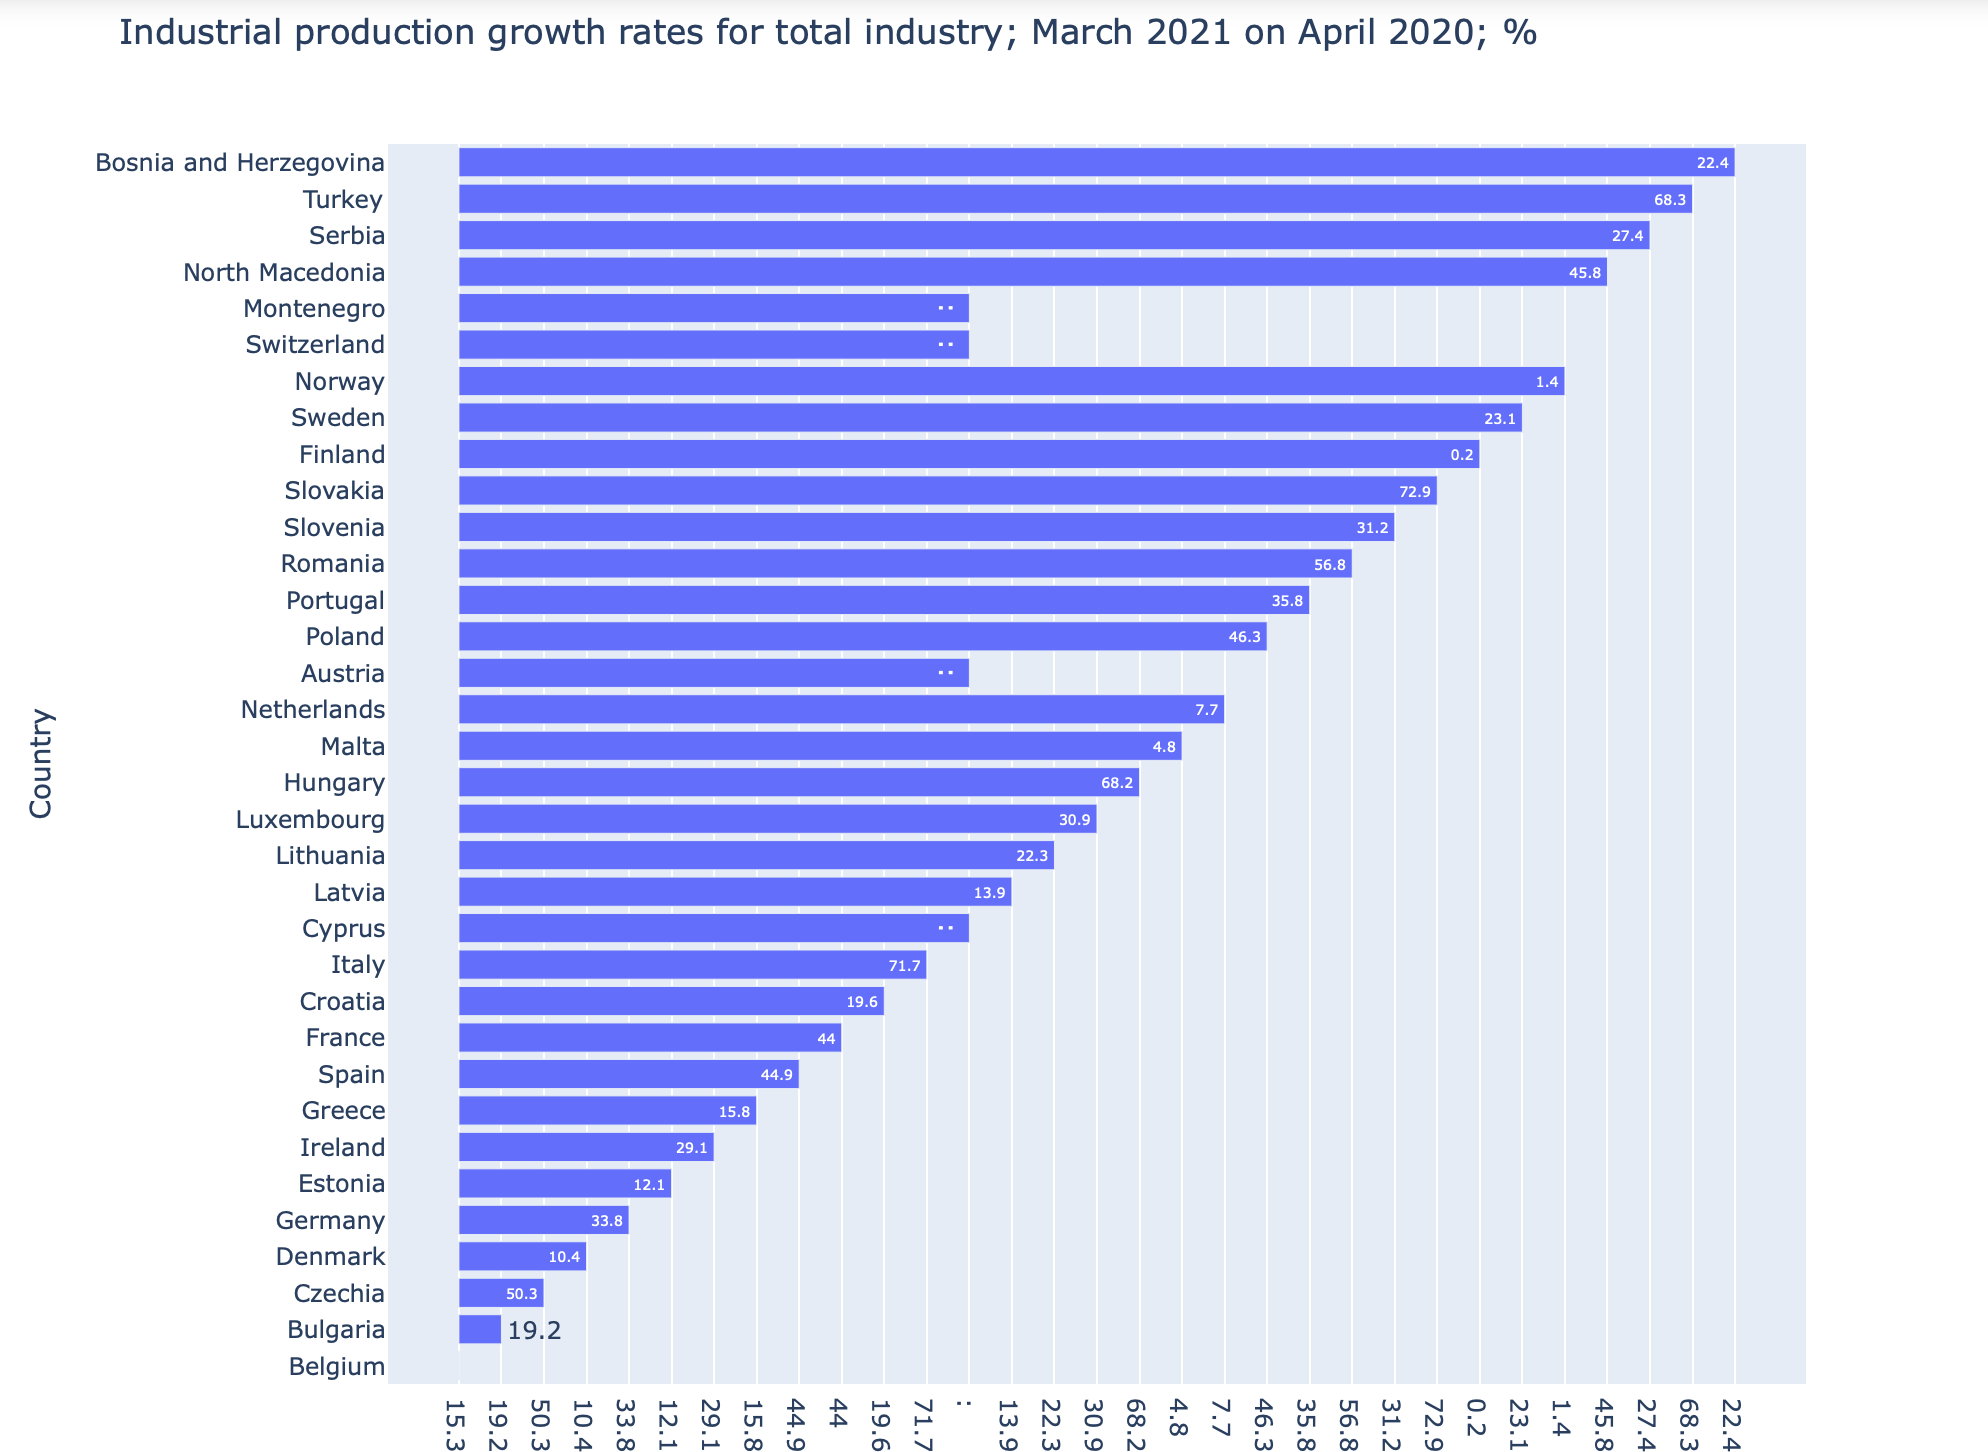 Industrial production growth rates for total industry; March 2021 on April 2020; %
Country
Bosnia and Herzegovina 22.4
Turkey 68.3
Serbia 27.4
North Macedonia 45.8
Montenegro :
Switzerland :
Norway 1.4
Sweden 23.1
Finland 0.2
Slovakia 72.9
Slovenia 31.2
Romania 56.8
Portugal 35.8
Poland 46.3
Austria :
Netherlands 7.7
Malta 4.8
Hungary 68.2
Luxembourg 30.9
Lithuania 22.3
Latvia 13.9
Cyprus :
Italy 71.7
Croatia 19.6
France 44
Spain 44.9
Greece 15.8
Ireland 29.1
Estonia 12.1
Germany 33.8
Denmark 10.4
Czechia 50.3
Bulgaria 19.2
Belgium
15.3 19.2 50.3 10.4 33.8 12.1 29.1 15.8 44.9 44 19.6 71.7 : 13.9 22.3 30.9 68.2 4.8 7.7 46.3 35.8 56.8 31.2 72.9 0.2 23.1 1.4 45.8 27.4 68.3 22.4